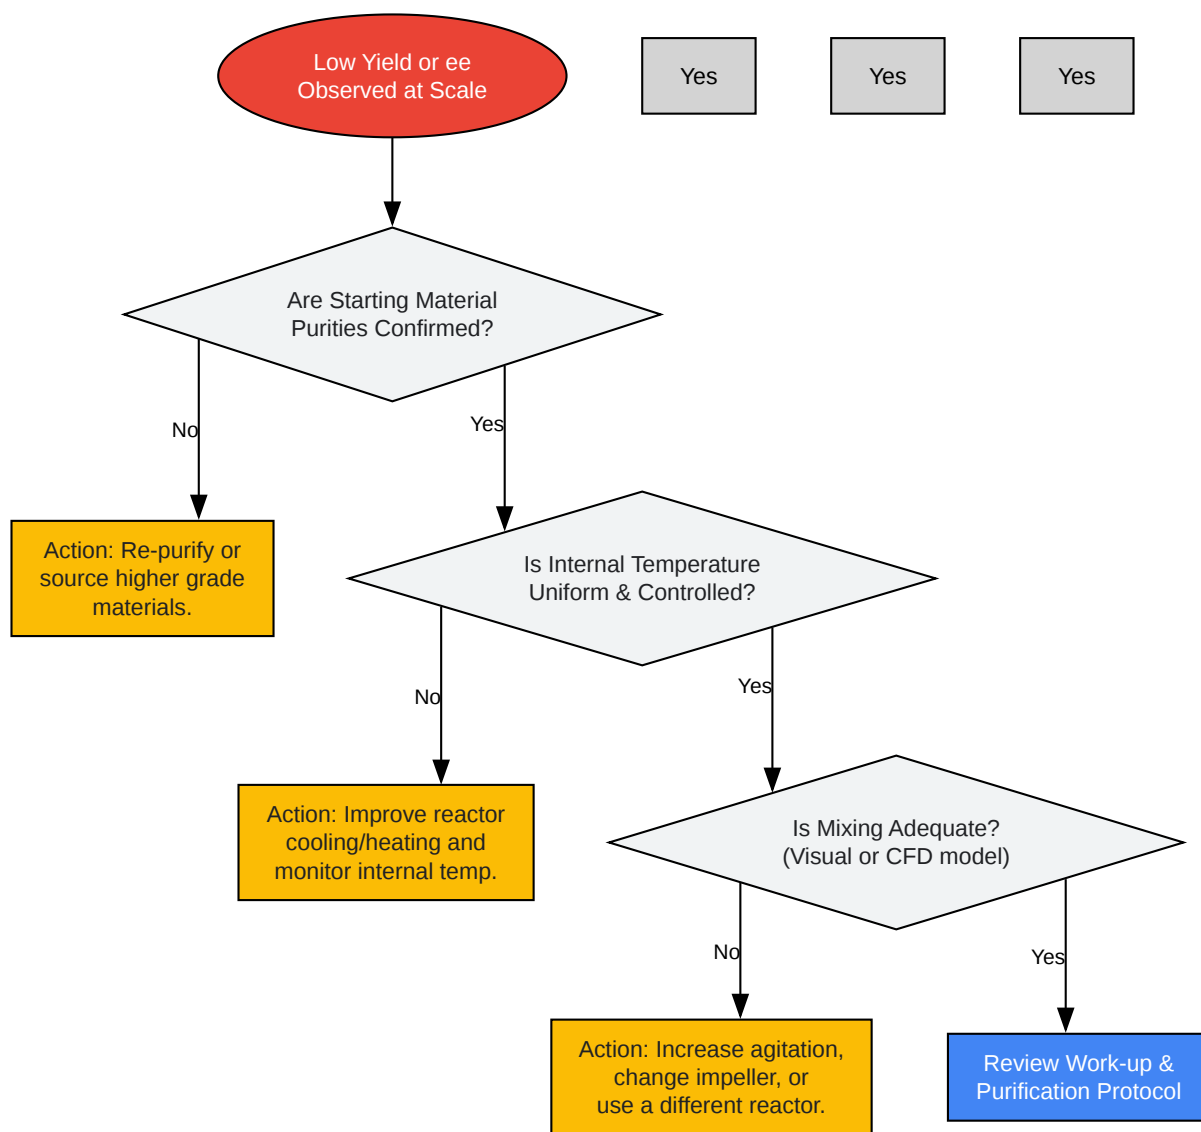 Low Yield or ee
Observed at Scale
Yes
Yes
Yes
Are Starting Material
Purities Confirmed?
No
Yes
Action: Re-purify or
source higher grade
materials.
Is Internal Temperature
Uniform & Controlled?
No
Yes
Action: Improve reactor
cooling/heating and
monitor internal temp.
Is Mixing Adequate?
(Visual or CFD model)
No
Yes
Action: Increase agitation,
change impeller, or
use a different reactor.
Review Work-up &
Purification Protocol